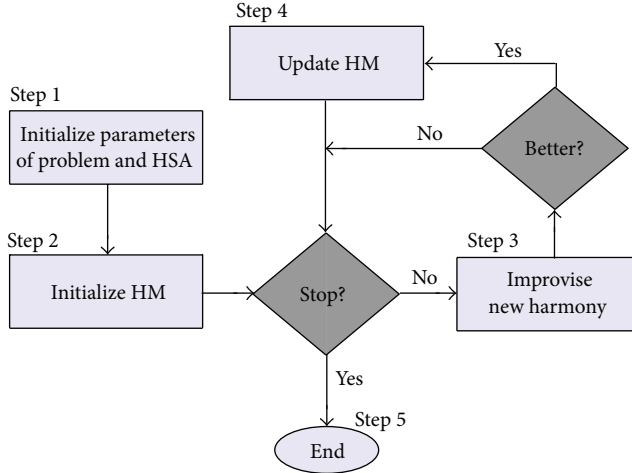 Step 1
Initialize parameters
of problem and HSA
Step 2
Initialize HM
Step 4
Update HM
Yes
No
Better?
Stop?
No
Step 3
Improvise
new harmony
Yes
Step 5
End